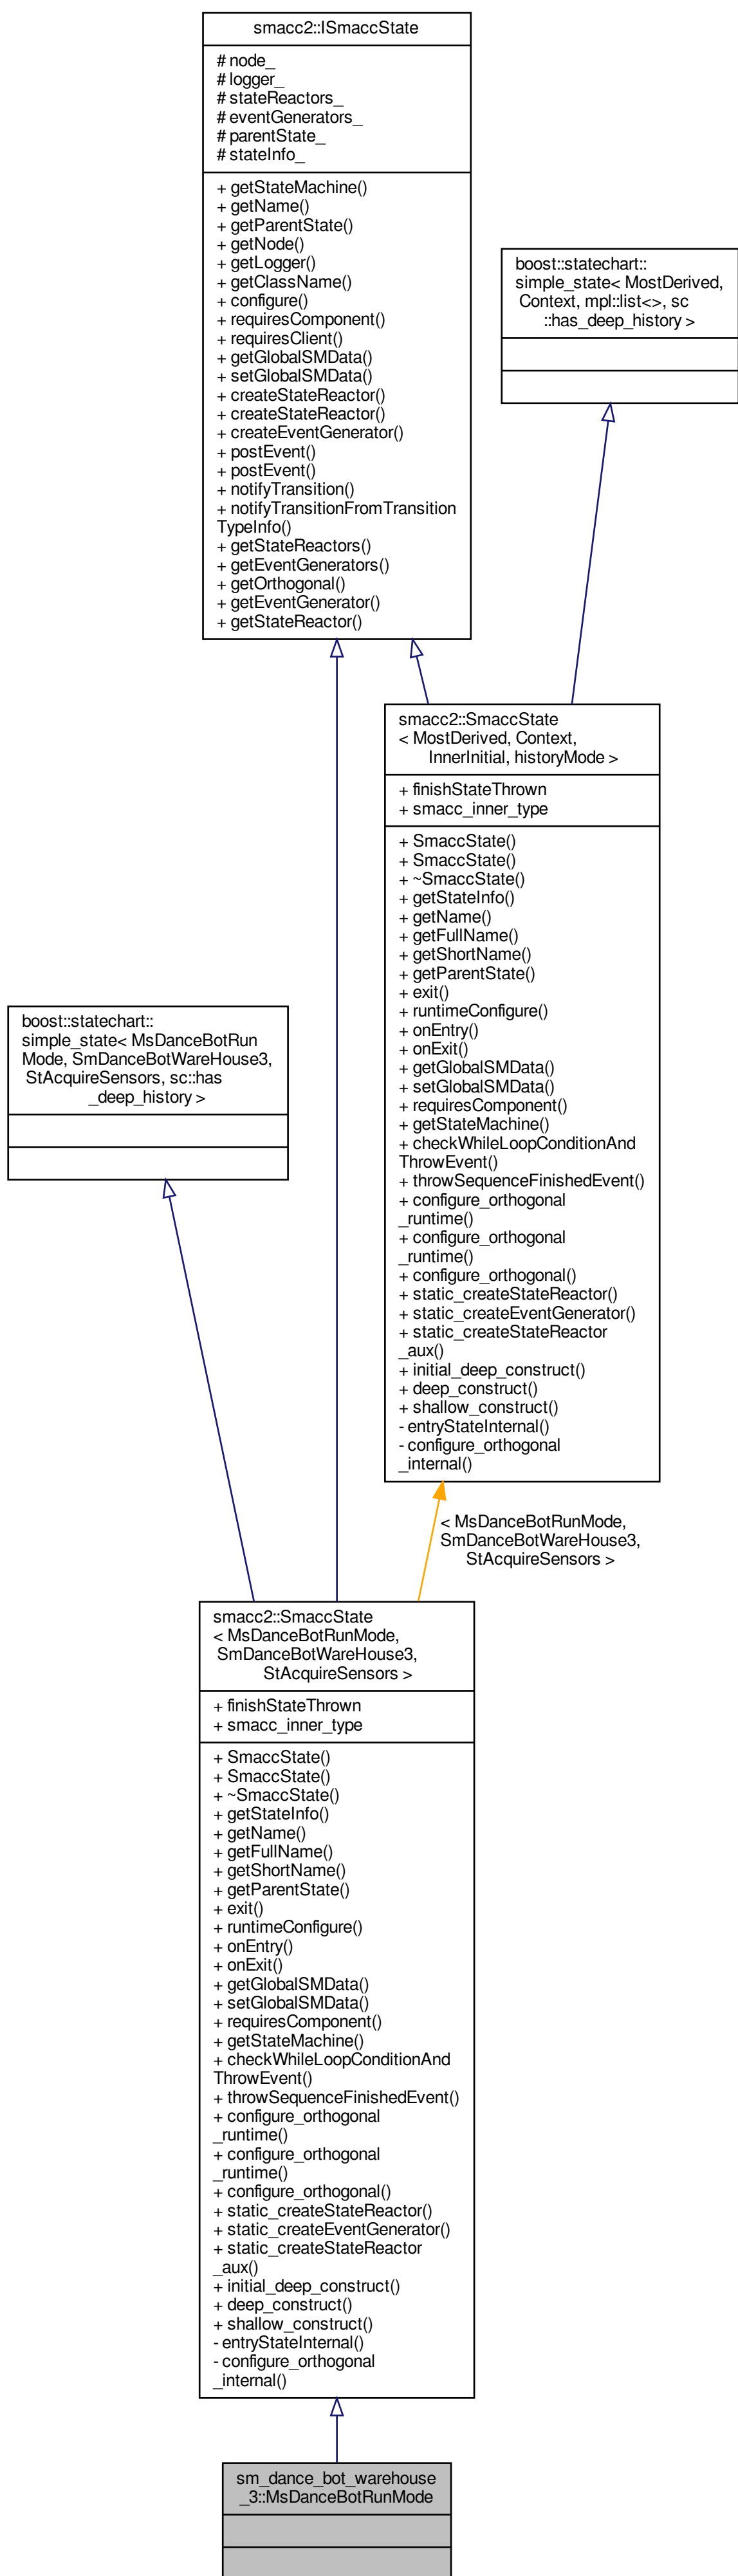 smacc2::ISmaccState
# node_
# logger_
# stateReactors_
# eventGenerators_
# parentState_
# stateInfo_
+ getStateMachine()
+ getName()
+ getParentState()
+ getNode()
+ getLogger()
+ getClassName()
+ configure()
+ requiresComponent()
+ requiresClient()
+ getGlobalSMData()
+ setGlobalSMData()
+ createStateReactor()
+ createStateReactor()
+ createEventGenerator()
+ postEvent()
+ postEvent()
+ notifyTransition()
+ notifyTransitionFromTransition
TypeInfo()
+ getStateReactors()
+ getEventGenerators()
+ getOrthogonal()
+ getEventGenerator()
+ getStateReactor()
boost::statechart::
simple_state< MostDerived,
Context, mpl::list<>, sc
::has_deep_history >
smacc2::SmaccState
< MostDerived, Context,
InnerInitial, historyMode >
+ finishStateThrown
+ smacc_inner_type
+ SmaccState()
+ SmaccState()
+ ~SmaccState()
+ getStateInfo()
+ getName()
+ getFullName()
+ getShortName()
+ getParentState()
+ exit()
+ runtimeConfigure()
+ onEntry()
+ onExit()
+ getGlobalSMData()
+ setGlobalSMData()
+ requiresComponent()
+ getStateMachine()
+ checkWhileLoopConditionAnd
ThrowEvent()
+ throwSequenceFinishedEvent()
+ configure_orthogonal
_runtime()
+ configure_orthogonal
_runtime()
+ configure_orthogonal()
+ static_createStateReactor()
+ static_createEventGenerator()
+ static_createStateReactor
_aux()
+ initial_deep_construct()
+ deep_construct()
+ shallow_construct()
- entryStateInternal()
- configure_orthogonal
_internal()
boost::statechart::
simple_state< MsDanceBotRun
Mode, SmDanceBotWareHouse3,
StAcquireSensors, sc::has
_deep_history >
< MsDanceBotRunMode,
SmDanceBotWareHouse3,
StAcquireSensors >
smacc2::SmaccState
< MsDanceBotRunMode,
SmDanceBotWareHouse3,
StAcquireSensors >
+ finishStateThrown
+ smacc_inner_type
+ SmaccState()
+ SmaccState()
+ ~SmaccState()
+ getStateInfo()
+ getName()
+ getFullName()
+ getShortName()
+ getParentState()
+ exit()
+ runtimeConfigure()
+ onEntry()
+ onExit()
+ getGlobalSMData()
+ setGlobalSMData()
+ requiresComponent()
+ getStateMachine()
+ checkWhileLoopConditionAnd
ThrowEvent()
+ throwSequenceFinishedEvent()
+ configure_orthogonal
_runtime()
+ configure_orthogonal
_runtime()
+ configure_orthogonal()
+ static_createStateReactor()
+ static_createEventGenerator()
+ static_createStateReactor
_aux()
+ initial_deep_construct()
+ deep_construct()
+ shallow_construct()
- entryStateInternal()
- configure_orthogonal
_internal()
sm_dance_bot_warehouse
_3::MsDanceBotRunMode